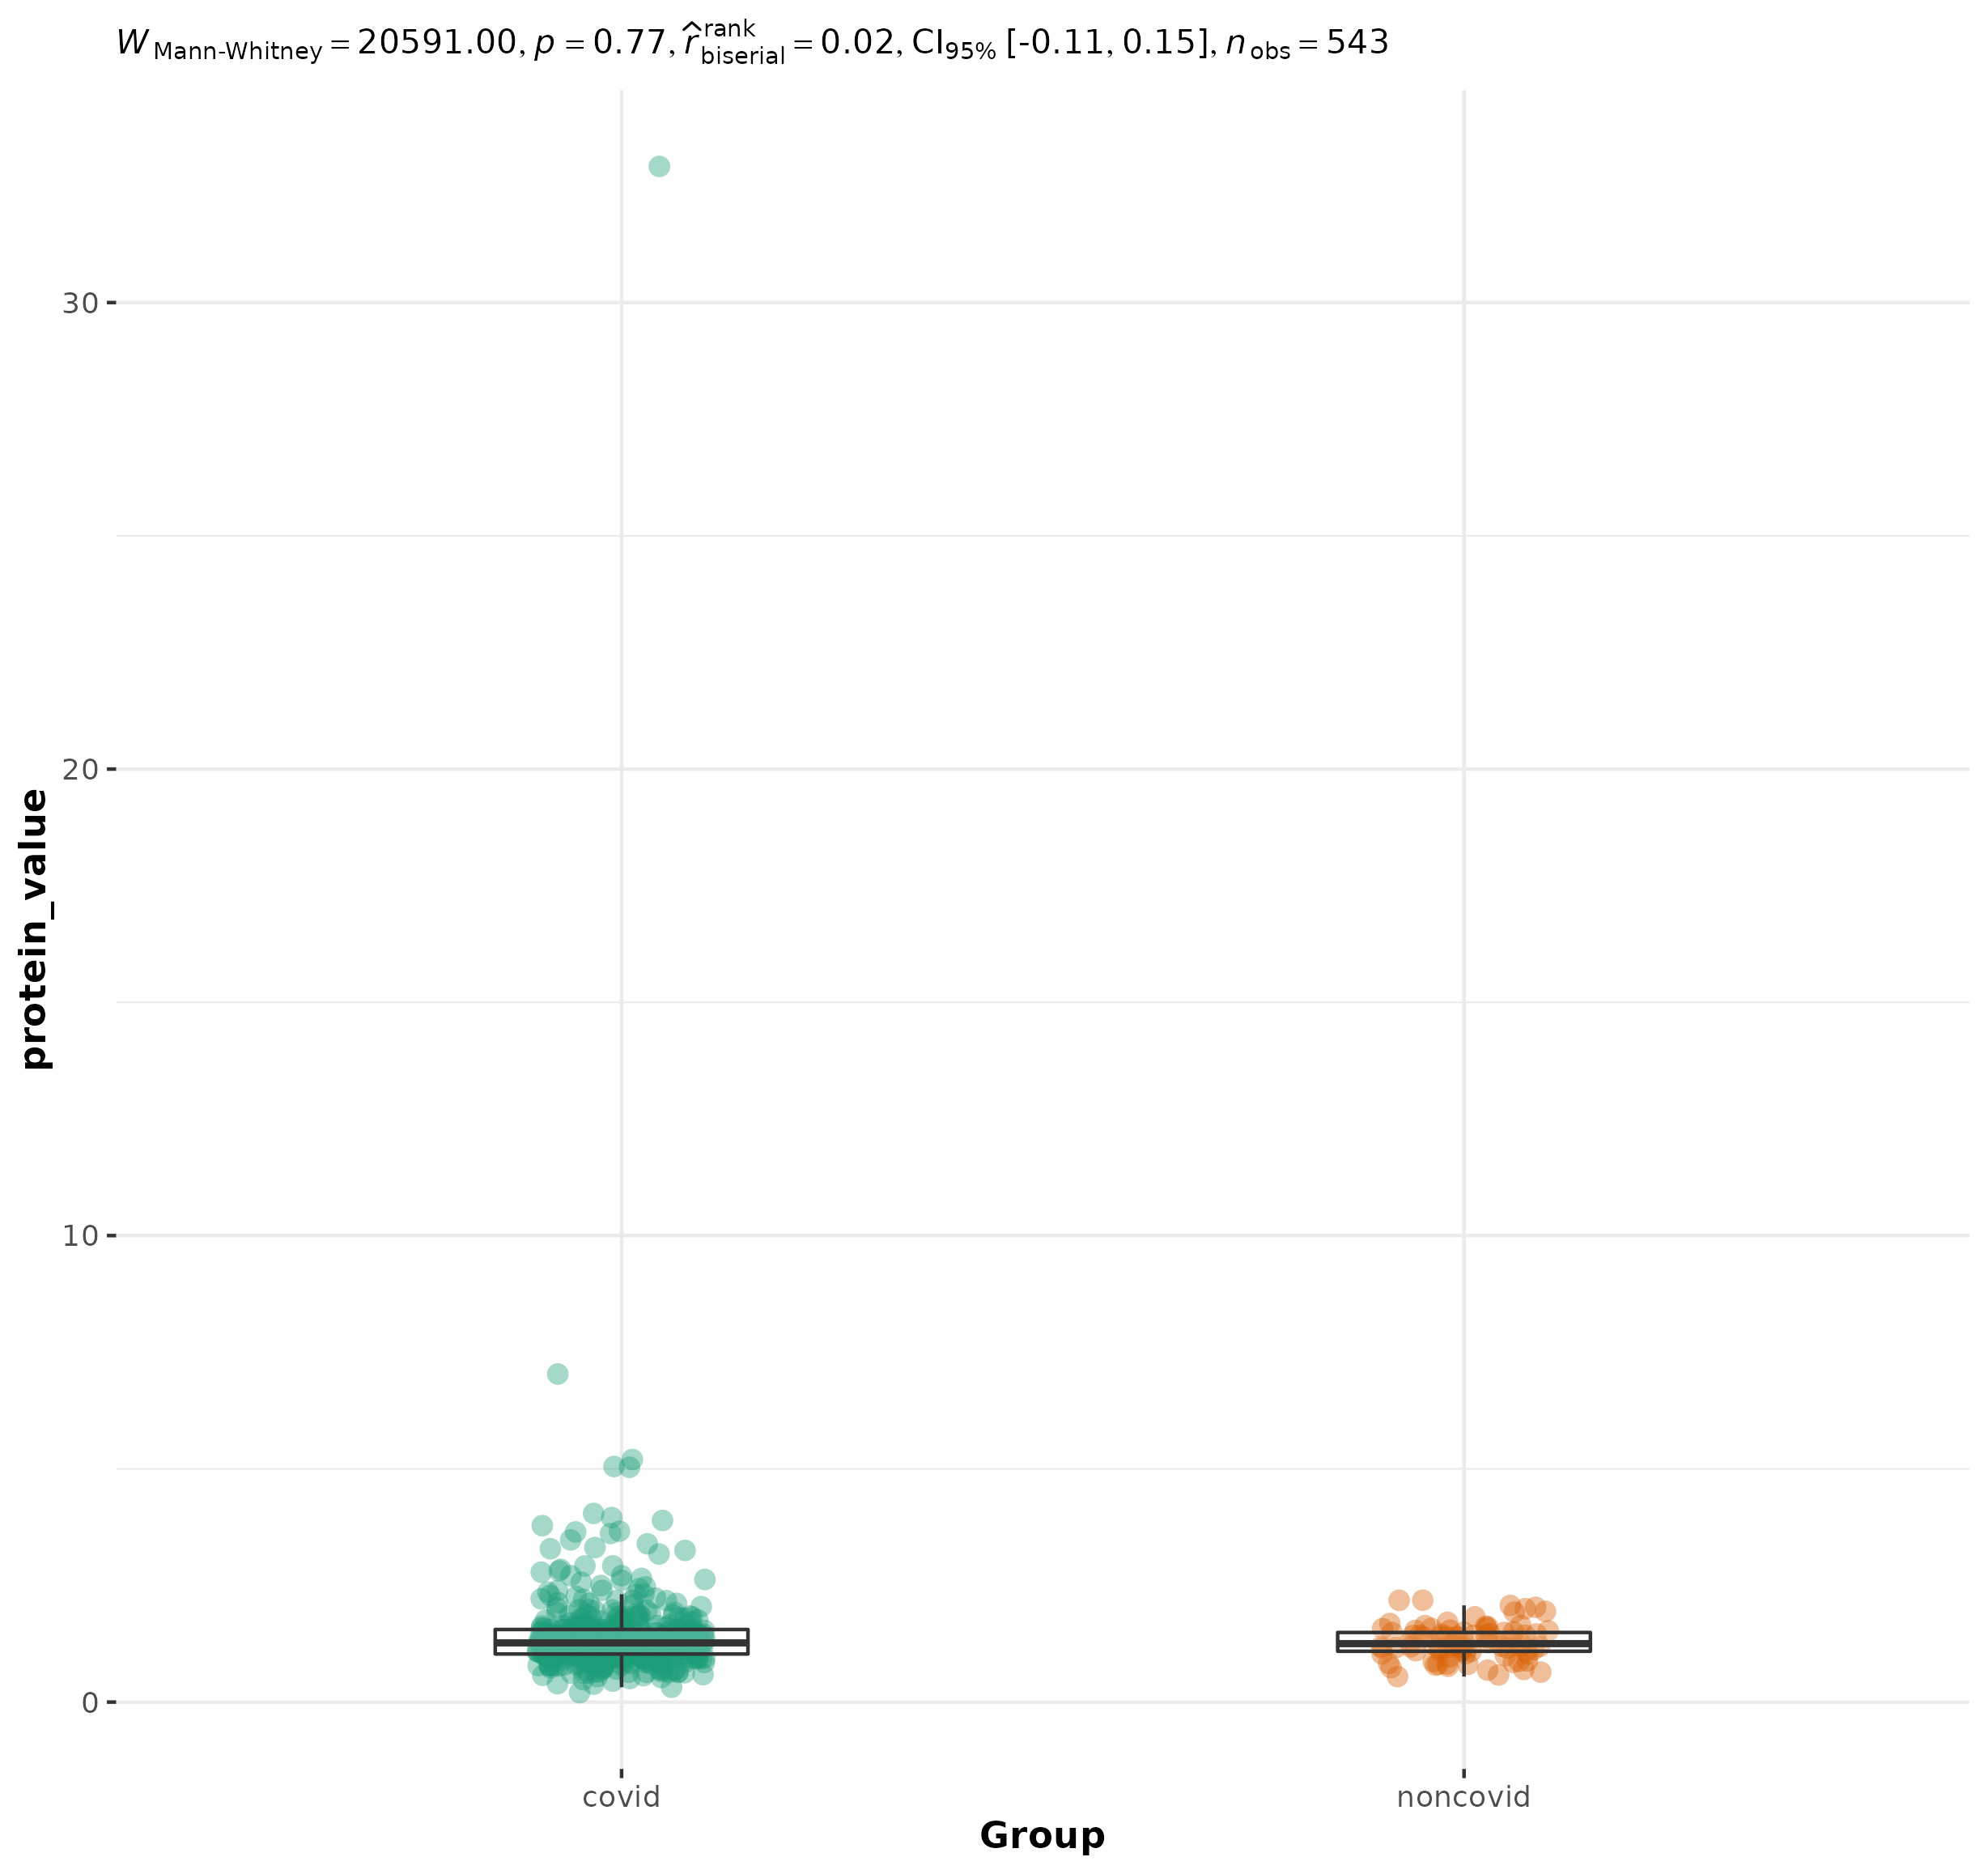 W Mann-Whitney = 20591.00, p = 0.77, r̂ rank biserial = 0.02, CI95% [-0.11, 0.15], n obs = 543
30
20
10
0
protein_value
covid noncovid
Group